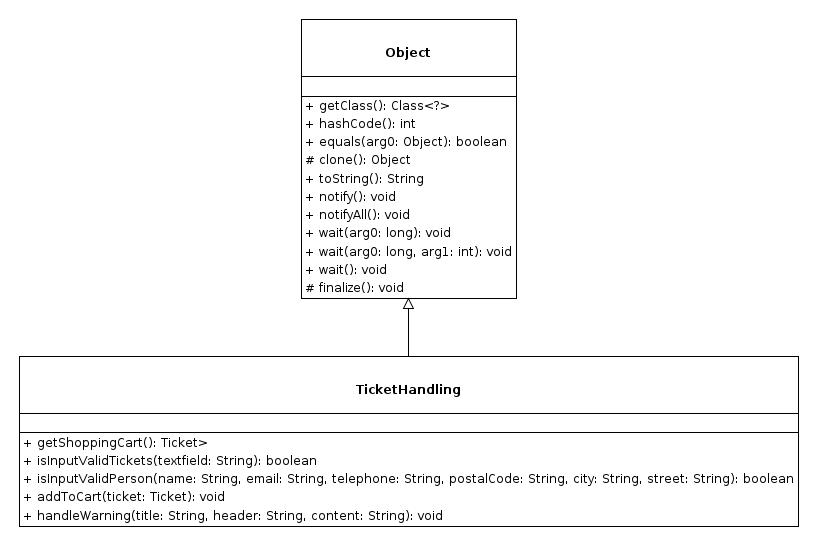 Object
+ getClass(): Class<?>
+ hashCode(): int
+ equals(arg0: Object): boolean
# clone(): Object
+ toString(): String
+ notify(): void
+ notifyAll(): void
+ wait(arg0: long): void
+ wait(arg0: long, arg1: int): void
+ wait(): void
# finalize(): void
TicketHandling
+ getShoppingCart(): Ticket>
+ isInputValidTickets(textfield: String): boolean
+ isInputValidPerson(name: String, email: String, telephone: String, postalCode: String, city: String, street: String): boolean
+ addToCart(ticket: Ticket): void
+ handleWarning(title: String, header: String, content: String): void